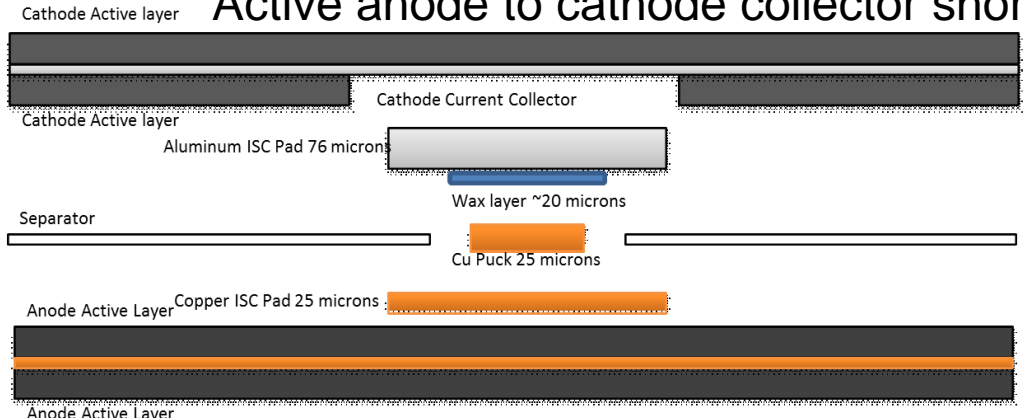 Active anode to cathode collector short
Cathode Active layer
Cathode Current Collector
Cathode Active layer
Aluminum ISC Pad 76 microns
Wax layer ~20 microns
Separator
Cu Puck 25 microns
Copper ISC Pad 25 microns
Anode Active Layer
Anode Active Layer